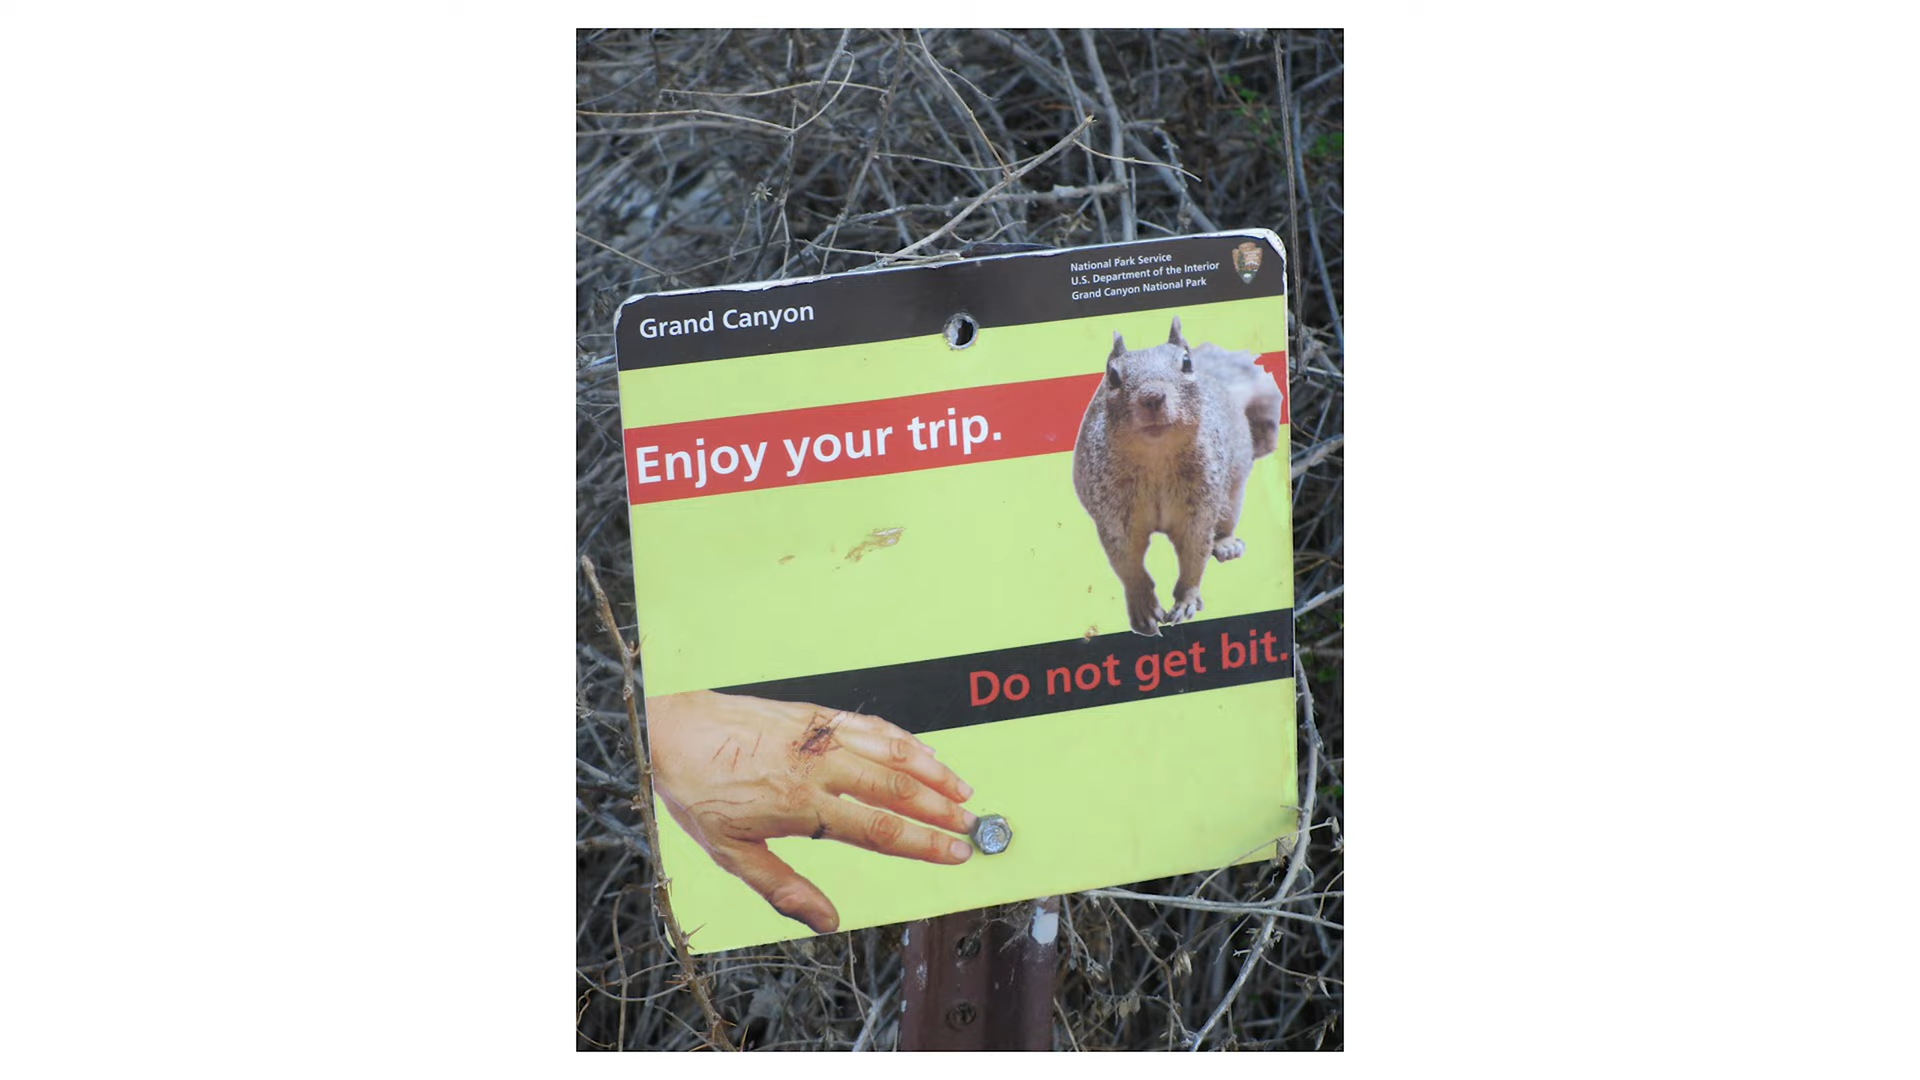 Grand Canyon
National Park Service
U.S. Department of the Interior
Grand Canyon National Park
Enjoy your trip.
Do not get bit.